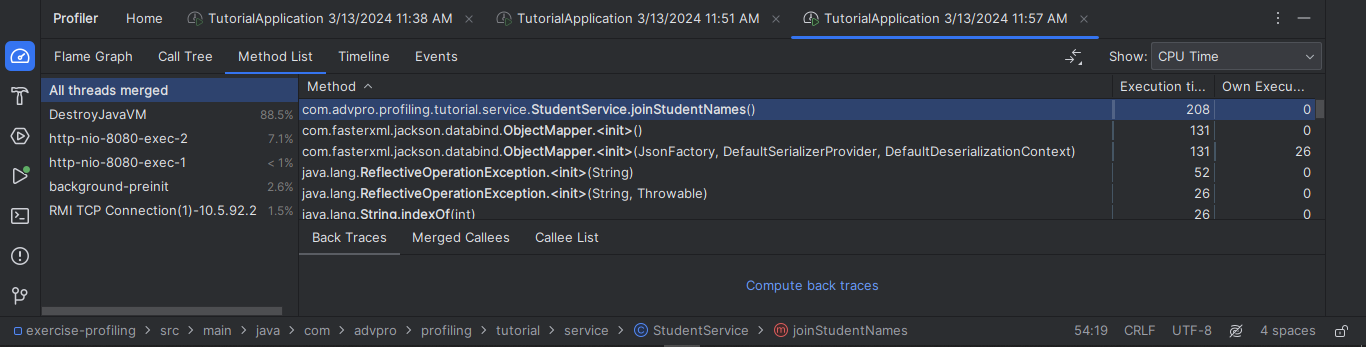 Profiler Home TutorialApplication 3/13/2024 11:38 AM TutorialApplication 3/13/2024 11:51 AM TutorialApplication 3/13/2024 11:57 AM
Flame Graph Call Tree Method List Timeline Events Show: CPU Time
All threads merged
DestroyJavaVM 88.5%
http-nio-8080-exec-2 7.1%
http-nio-8080-exec-1 < 1%
background-preinit 2.6%
RMI TCP Connection(1)-10.5.92.2 1.5%
Method Execution ti... Own Execu...
com.advpro.profiling.tutorial.service.StudentService.joinStudentNames() 208 0
com.fasterxml.jackson.databind.ObjectMapper.<init>() 131 0
com.fasterxml.jackson.databind.ObjectMapper.<init>(JsonFactory, DefaultSerializerProvider, DefaultDeserializationContext) 131 26
java.lang.ReflectiveOperationException.<init>(String) 52 0
java.lang.ReflectiveOperationException.<init>(String, Throwable) 26 0
java.lang.String.indexOf(int) 26 0
Back Traces Merged Callees Callee List
Compute back traces
exercise-profiling > src > main > java > com > advpro > profiling > tutorial > service > StudentService > joinStudentNames 54:19 CRLF UTF-8 4 spaces